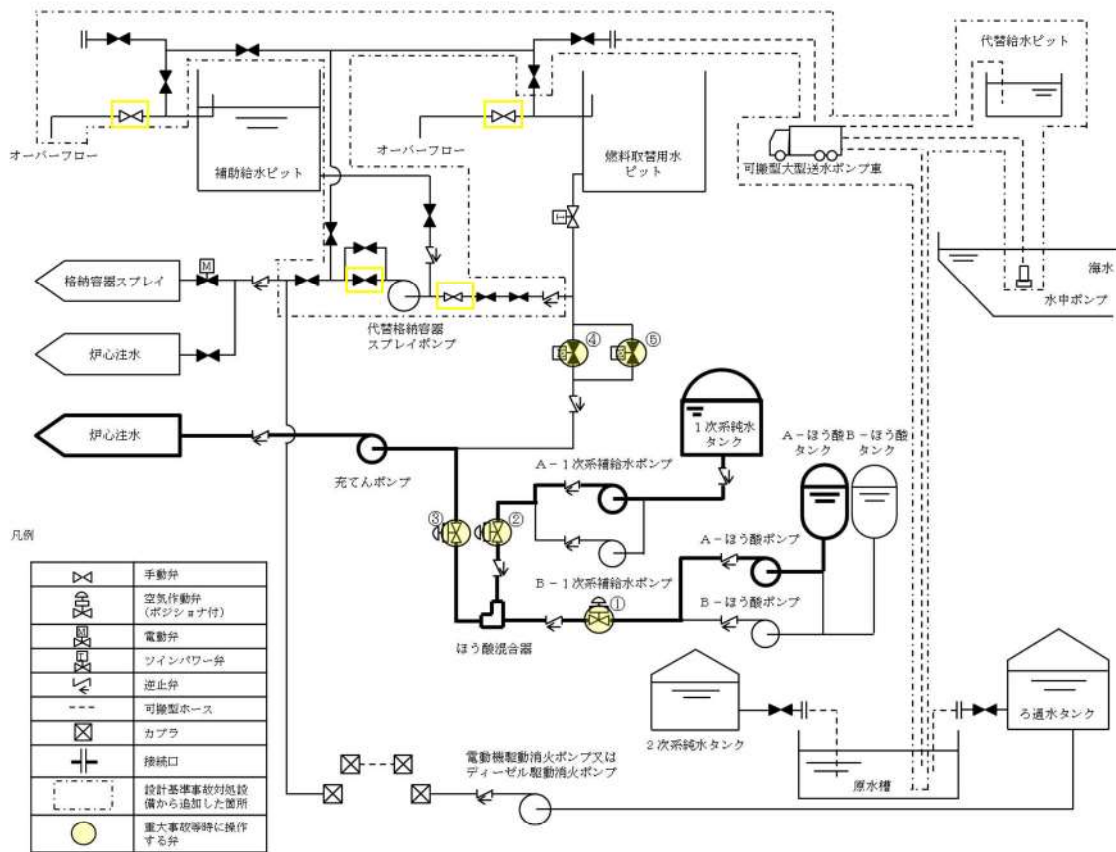 代替給水ピット
オーバーフロー
補助給水ピット
オーバーフロー
燃料取替用水
ピット
可搬型大型送水ポンプ車
海水
水中ポンプ
M
格納容器スプレイ
代替格納容器
スプレイポンプ
炉心注水
④
⑤
炉心注水
充てんポンプ
1次系純水
タンク
A-ほう酸
タンク
B-ほう酸
タンク
A-1次系補給水ポンプ
③
②
B-1次系補給水ポンプ
A-ほう酸ポンプ
①
B-ほう酸ポンプ
ほう酸混合器
2次系純水タンク
ろ過水タンク
原水槽
電動機駆動消火ポンプ又は
ディーゼル駆動消火ポンプ
凡例
手動弁
空気作動弁
(ポジショナ付)
M
電動弁
T
ツインパワー弁
逆止弁
可搬型ホース
カプラ
接続口
設計基準事故対処設
備から追加した箇所
重大事故等時に操作
する弁